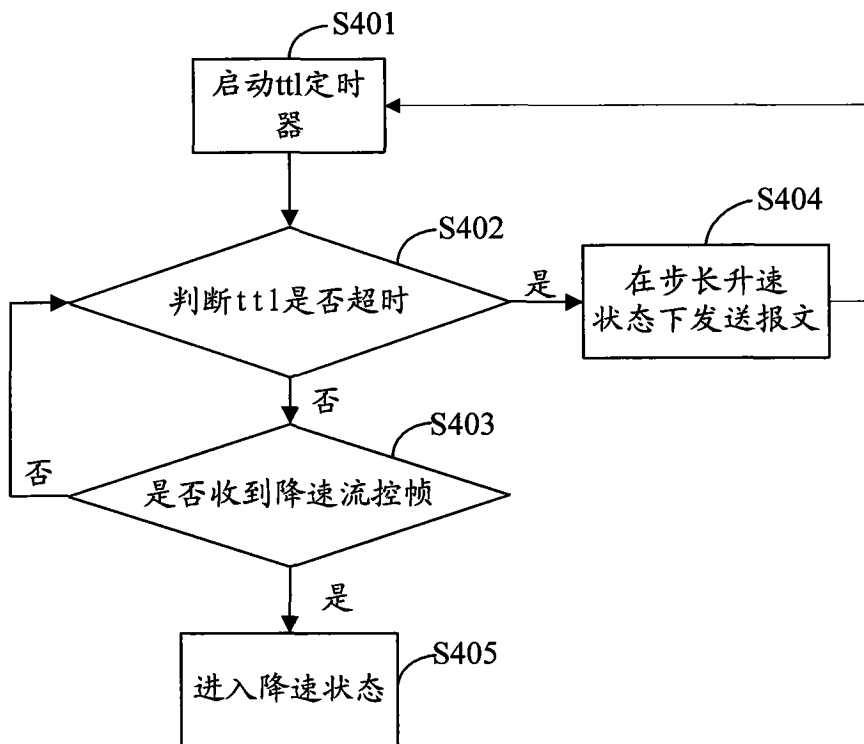 S401
启动ttl定时
器
S402
判断ttl是否超时
是
S404
在步长升速
状态下发送报文
否
S403
否
是否收到降速流控帧
是
S405
进入降速状态